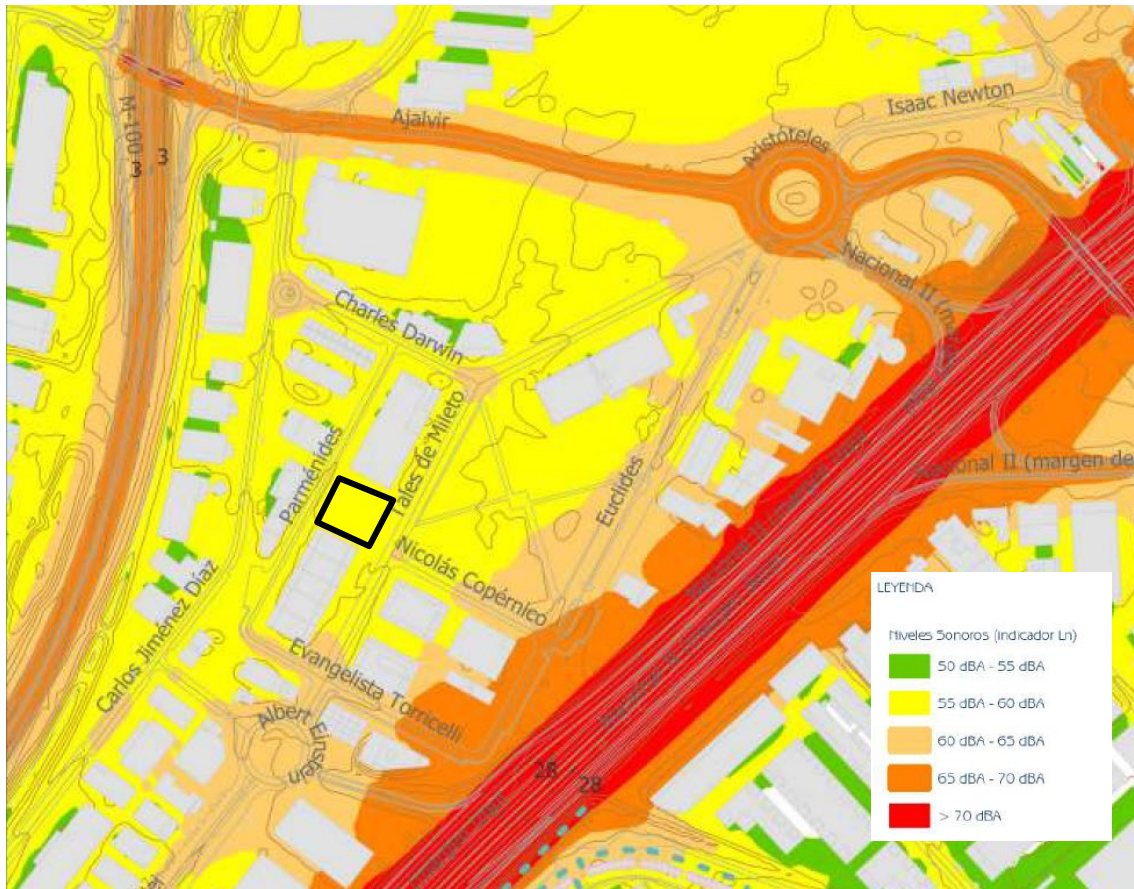 Ajalvir
Isaac Newton
Aristóteles
M-100
3
3
Nacional II (mar
Charles Darwin
Tales de Mileto
Parménides
Euclides
Nacional II (margen de
Nicolás Copérnico
Carlos Jiménez Díaz
Evangelista Torricelli
Albert Einstein
28
28
LEYENDA
Niveles Sonoros (Indicador Ln)
50 dBA - 55 dBA
55 dBA - 60 dBA
60 dBA - 65 dBA
65 dBA - 70 dBA
> 70 dBA